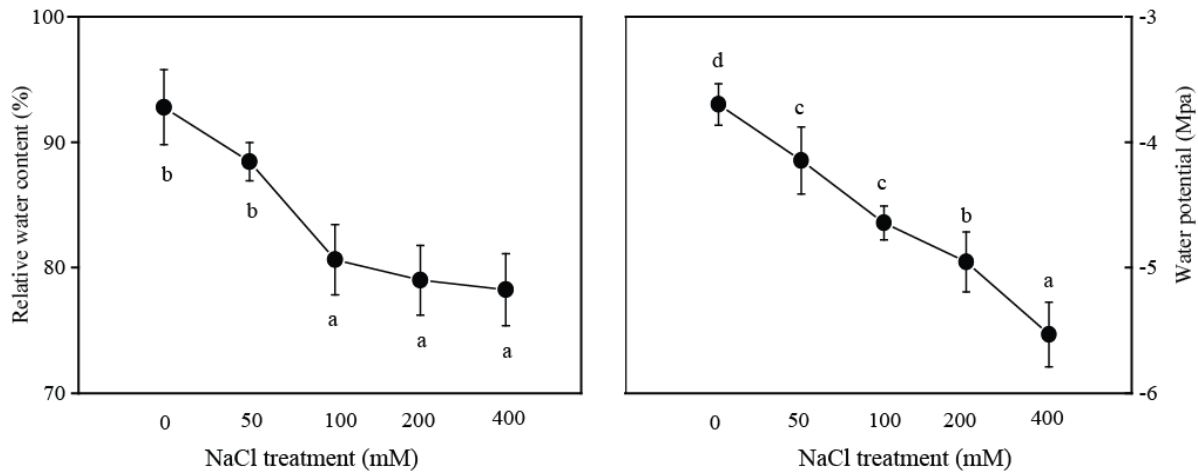 100
90
80
70
Relative water content (%)
b
b
a
a
a
0 50 100 200 400
NaCl treatment (mM)
d
c
c
b
a
0 50 100 200 400
NaCl treatment (mM)
-3
-4
-5
-6
Water potential (Mpa)